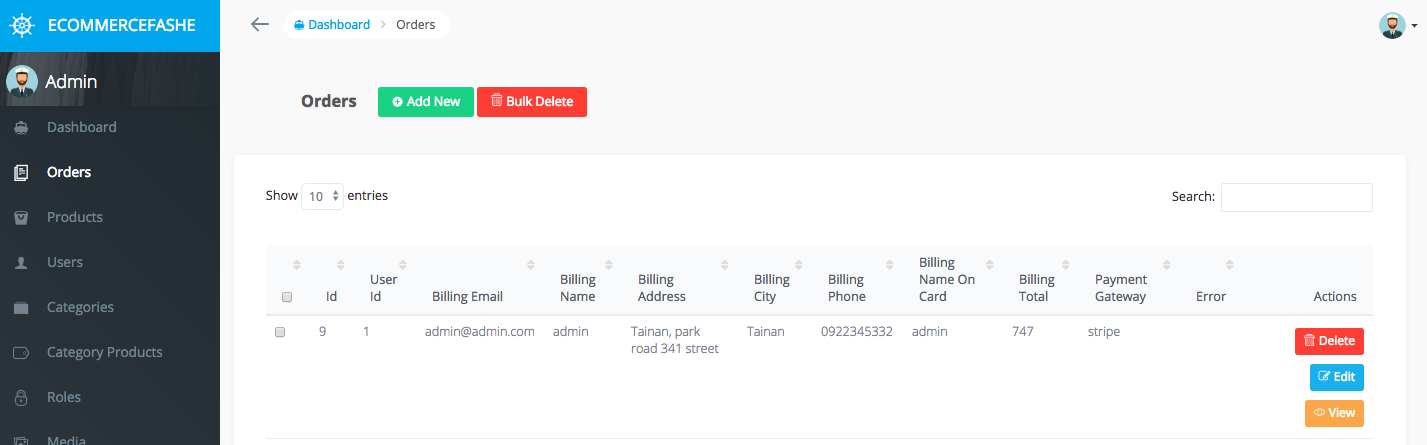 ECOMMERCEFASHE
Dashboard > Orders
Admin
Dashboard
Orders
Products
Users
Categories
Category Products
Roles
Media
Orders
Add New
Bulk Delete
Show 10 entries
Search:
Id
User
Id
Billing Email
Billing
Name
Billing
Address
Billing
City
Billing
Phone
Billing
Name On
Card
Billing
Total
Payment
Gateway
Error
Actions
9
1
admin@admin.com
admin
Tainan, park
road 341 street
Tainan
0922345332
admin
747
stripe
Delete
Edit
View